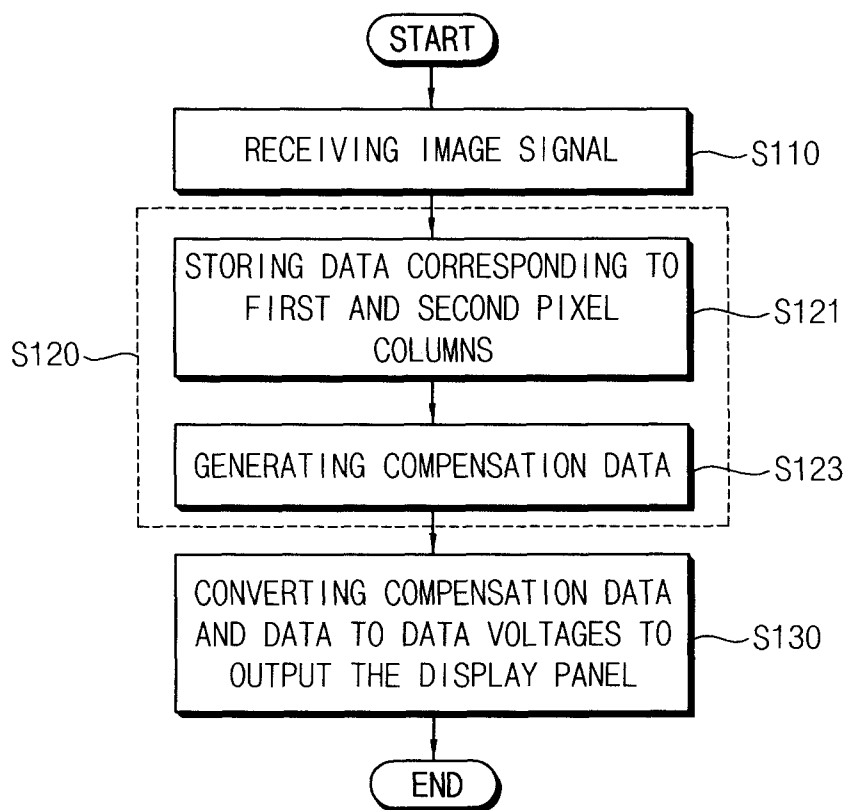 START
RECEIVING IMAGE SIGNAL
S110
STORING DATA CORRESPONDING TO
FIRST AND SECOND PIXEL
COLUMNS
S121
S120
GENERATING COMPENSATION DATA
S123
CONVERTING COMPENSATION DATA
AND DATA TO DATA VOLTAGES TO
OUTPUT THE DISPLAY PANEL
S130
END